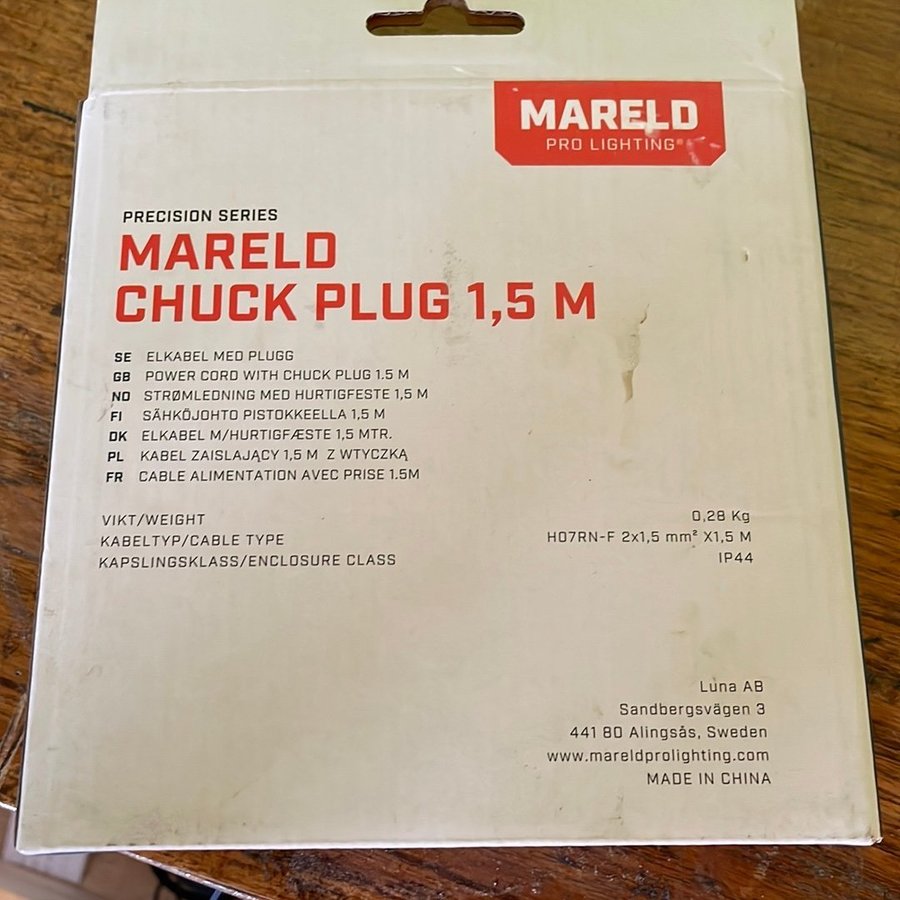 MARELD
PRO LIGHTING®
PRECISION SERIES
MARELD
CHUCK PLUG 1,5 M
SE ELKABEL MED PLUGG
GB POWER CORD WITH CHUCK PLUG 1.5 M
NO STRØMLEDNING MED HURTIGFESTE 1,5 M
FI SÄHKÖJOHTO PISTOKKEELLA 1,5 M
DK ELKABEL M/HURTIGFÆSTE 1,5 MTR.
PL KABEL ZAISLAJĄCY 1,5 M Z WTYCZKĄ
FR CABLE ALIMENTATION AVEC PRISE 1.5M
VIKT/WEIGHT 0,28 Kg
KABELTYP/CABLE TYPE H07RN-F 2x1,5 mm² X1,5 M
KAPSLINGSKLASS/ENCLOSURE CLASS IP44
Luna AB
Sandbergsvägen 3
441 80 Alingsås, Sweden
www.mareldprolighting.com
MADE IN CHINA